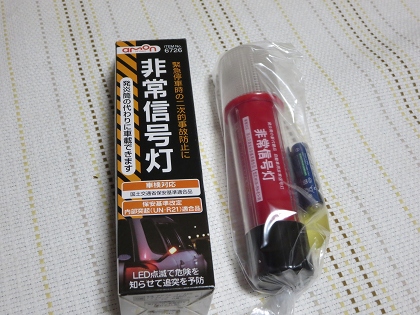 amon
ITEM No.
6726
緊急停車時の二次的事故防止に
非常信号灯
発炎筒の代わりに車載できます
車検対応
国土交通省保安基準適合品
保安基準改定
内部突起(UN-R21)適合品
LED点滅で危険を
知らせて追突を予防
非常信号灯